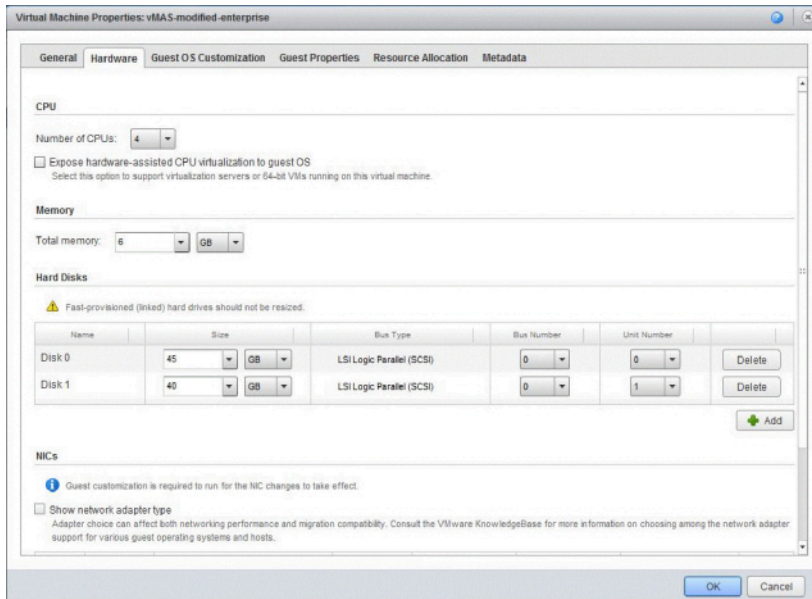 Virtual Machine Properties: vMAS-modified-enterprise
General Hardware Guest OS Customization Guest Properties Resource Allocation Metadata
CPU
Number of CPUs: 4
Expose hardware-assisted CPU virtualization to guest OS
Select this option to support virtualization servers or 64-bit VMs running on this virtual machine.
Memory
Total memory: 6 GB
Hard Disks
Fast-provisioned (linked) hard drives should not be resized.
Name Size Bus Type Bus Number Unit Number
Disk 0 45 GB LSI Logic Parallel (SCSI) 0 0 Delete
Disk 1 40 GB LSI Logic Parallel (SCSI) 0 1 Delete
Add
NICs
Guest customization is required to run for the NIC changes to take effect.
Show network adapter type
Adapter choice can affect both networking performance and migration compatibility. Consult the VMware KnowledgeBase for more information on choosing among the network adapter
support for various guest operating systems and hosts.
OK Cancel